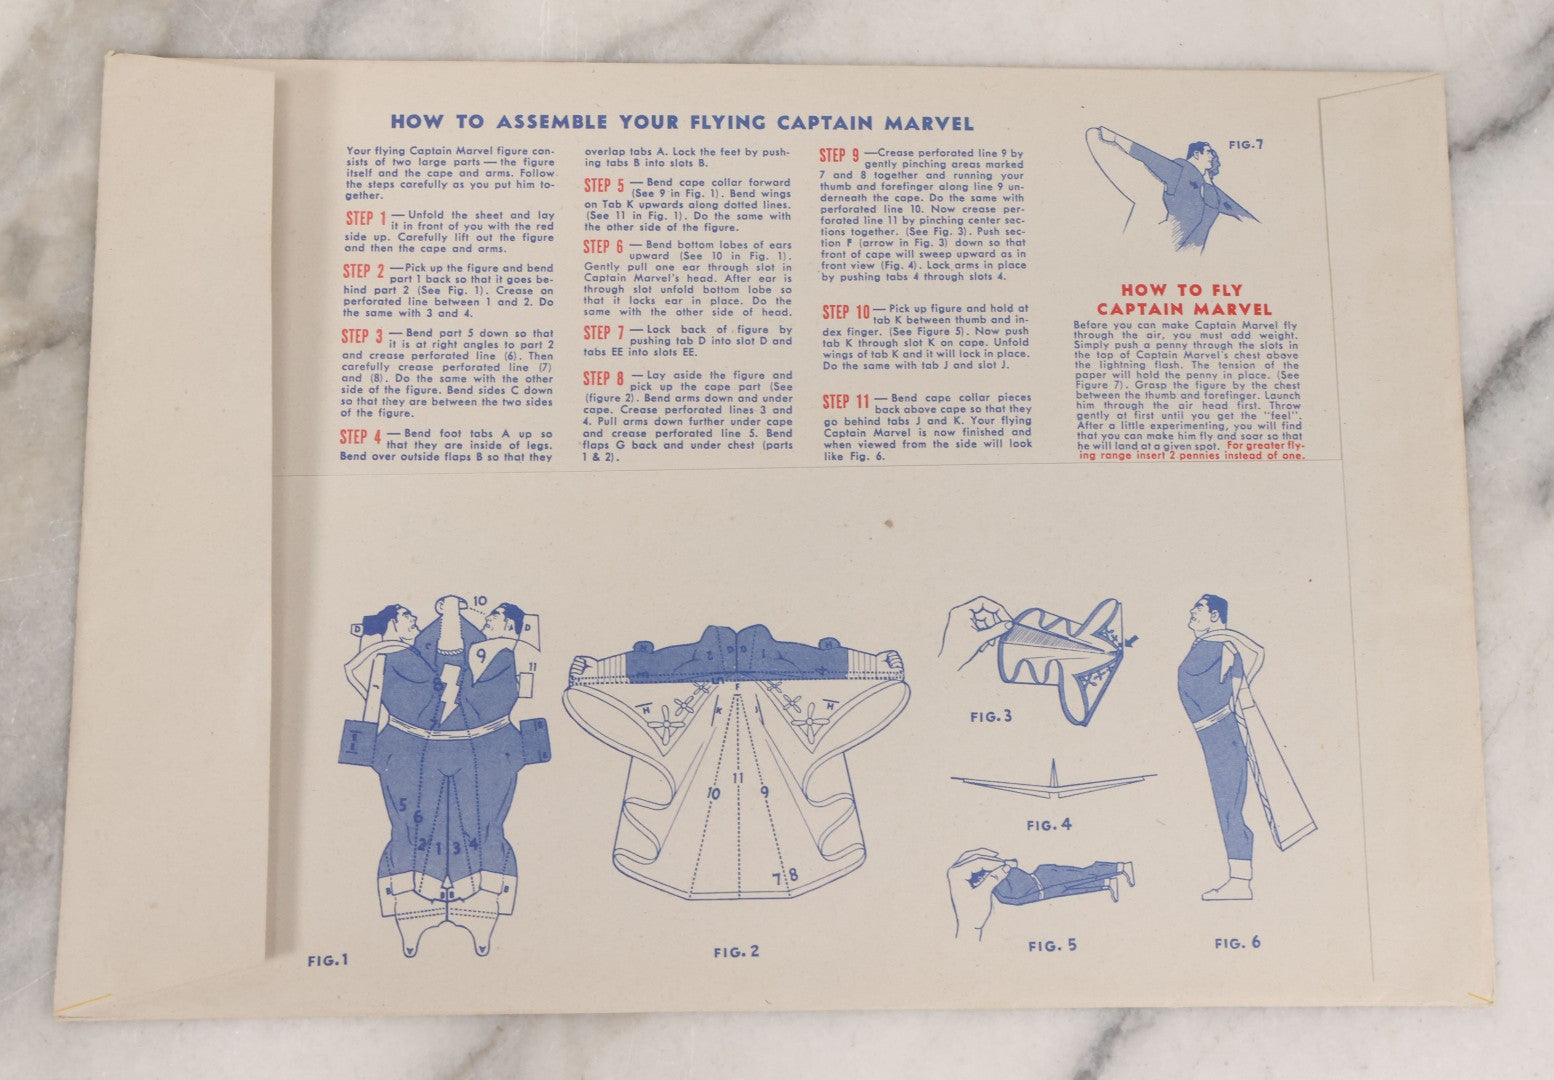 HOW TO ASSEMBLE YOUR FLYING CAPTAIN MARVEL
Your flying Captain Marvel figure con-
sists of two large parts — the figure
itself and the cape and arms. Follow
the steps carefully as you put him to-
gether.
STEP 1 —Unfold the sheet and lay
it in front of you with the red
side up. Carefully lift out the figure
and then the cape and arms.
STEP 2 —Pick up the figure and bend
part 1 back so that it goes be-
hind part 2 (See Fig. 1). Crease on
perforated line between 1 and 2. Do
the same with 3 and 4.
STEP 3 — Bend part 5 down so that
it is at right angles to part 2
and crease perforated line (6). Then
carefully crease perforated line (7)
and (8). Do the same with the other
side of the figure. Bend sides C down
so that they are between the two sides
of the figure.
STEP 4 — Bend foot tabs A up so
that they are inside of legs.
Bend over outside flaps B so that they
overlap tabs A. Lock the feet by push-
ing tabs B into slots B.
STEP 5 — Bend cape collar forward
(See 9 in Fig. 1). Bend wings
on Tab K upwards along dotted lines.
(See 11 in Fig. 1). Do the same with
the other side of the figure.
STEP 6 — Bend bottom lobes of ears
upward (See 10 in Fig. 1).
Gently pull one ear through slot in
Captain Marvel's head. After ear is
through slot unfold bottom lobe so
that it locks ear in place. Do the
same with the other side of head.
STEP 7 — Lock back of figure by
pushing tab D into slot D and
tabs EE into slots EE.
STEP 8 — Lay aside the figure and
pick up the cape part (See
(figure 2). Bend arms down and under
cape. Crease perforated lines 3 and
4. Pull arms down further under cape
and crease perforated line 5. Bend
flaps G back and under chest (parts
1 & 2).
STEP 9 —Crease perforated line 9 by
gently pinching areas marked
7 and 8 together and running your
thumb and forefinger along line 9 un-
derneath the cape. Do the same with
perforated line 10. Now crease per-
forated line 11 by pinching center sec-
tions together. (See Fig. 3). Push sec-
tion F (arrow in Fig. 3) down so that
front of cape will sweep upward as in
front view (Fig. 4). Lock arms in place
by pushing tabs 4 through slots 4.
STEP 10 — Pick up figure and hold at
tab K between thumb and in-
dex finger. (See Figure 5). Now push
tab K through slot K on cape. Unfold
wings of tab K and it will lock in place.
Do the same with tab J and slot J.
STEP 11 — Bend cape collar pieces
back above cape so that they
go behind tabs J and K. Your flying
Captain Marvel is now finished and
when viewed from the side will look
like Fig. 6.
FIG.7
HOW TO FLY
CAPTAIN MARVEL
Before you can make Captain Marvel fly
through the air, you must add weight.
Simply push a penny through the slots in
the top of Captain Marvel's chest above
the lightning flash. The tension of the
paper will hold the penny in place. (See
Figure 7). Grasp the figure by the chest
between the thumb and forefinger. Launch
him through the air head first. Throw
gently at first until you get the "feel".
After a little experimenting, you will find
that you can make him fly and soar so that
he will land at a given spot. For greater fly-
ing range insert 2 pennies instead of one.
10
D
D
C
9
11
5
6
2 1 3 4
B B B B
A A
FIG.1
H H
2 D D 1
3 4
5 F
H K J H
10 11 9
7 8
FIG. 2
FIG.3
FIG. 4
FIG. 5
FIG. 6